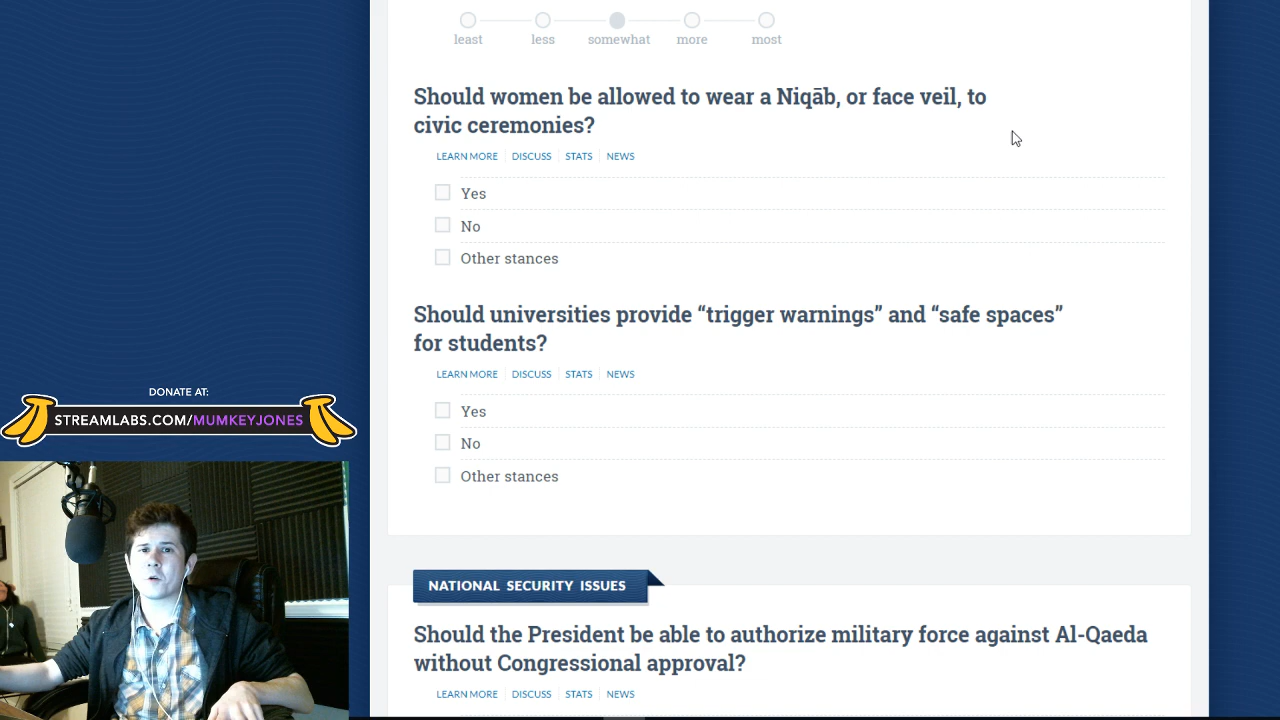 least less somewhat more most
Should women be allowed to wear a Niqāb, or face veil, to
civic ceremonies?
LEARN MORE DISCUSS STATS NEWS
Yes
No
Other stances
Should universities provide “trigger warnings” and “safe spaces”
for students?
LEARN MORE DISCUSS STATS NEWS
Yes
No
Other stances
DONATE AT:
STREAMLABS.COM/MUMKEYJONES
NATIONAL SECURITY ISSUES
Should the President be able to authorize military force against Al-Qaeda
without Congressional approval?
LEARN MORE DISCUSS STATS NEWS